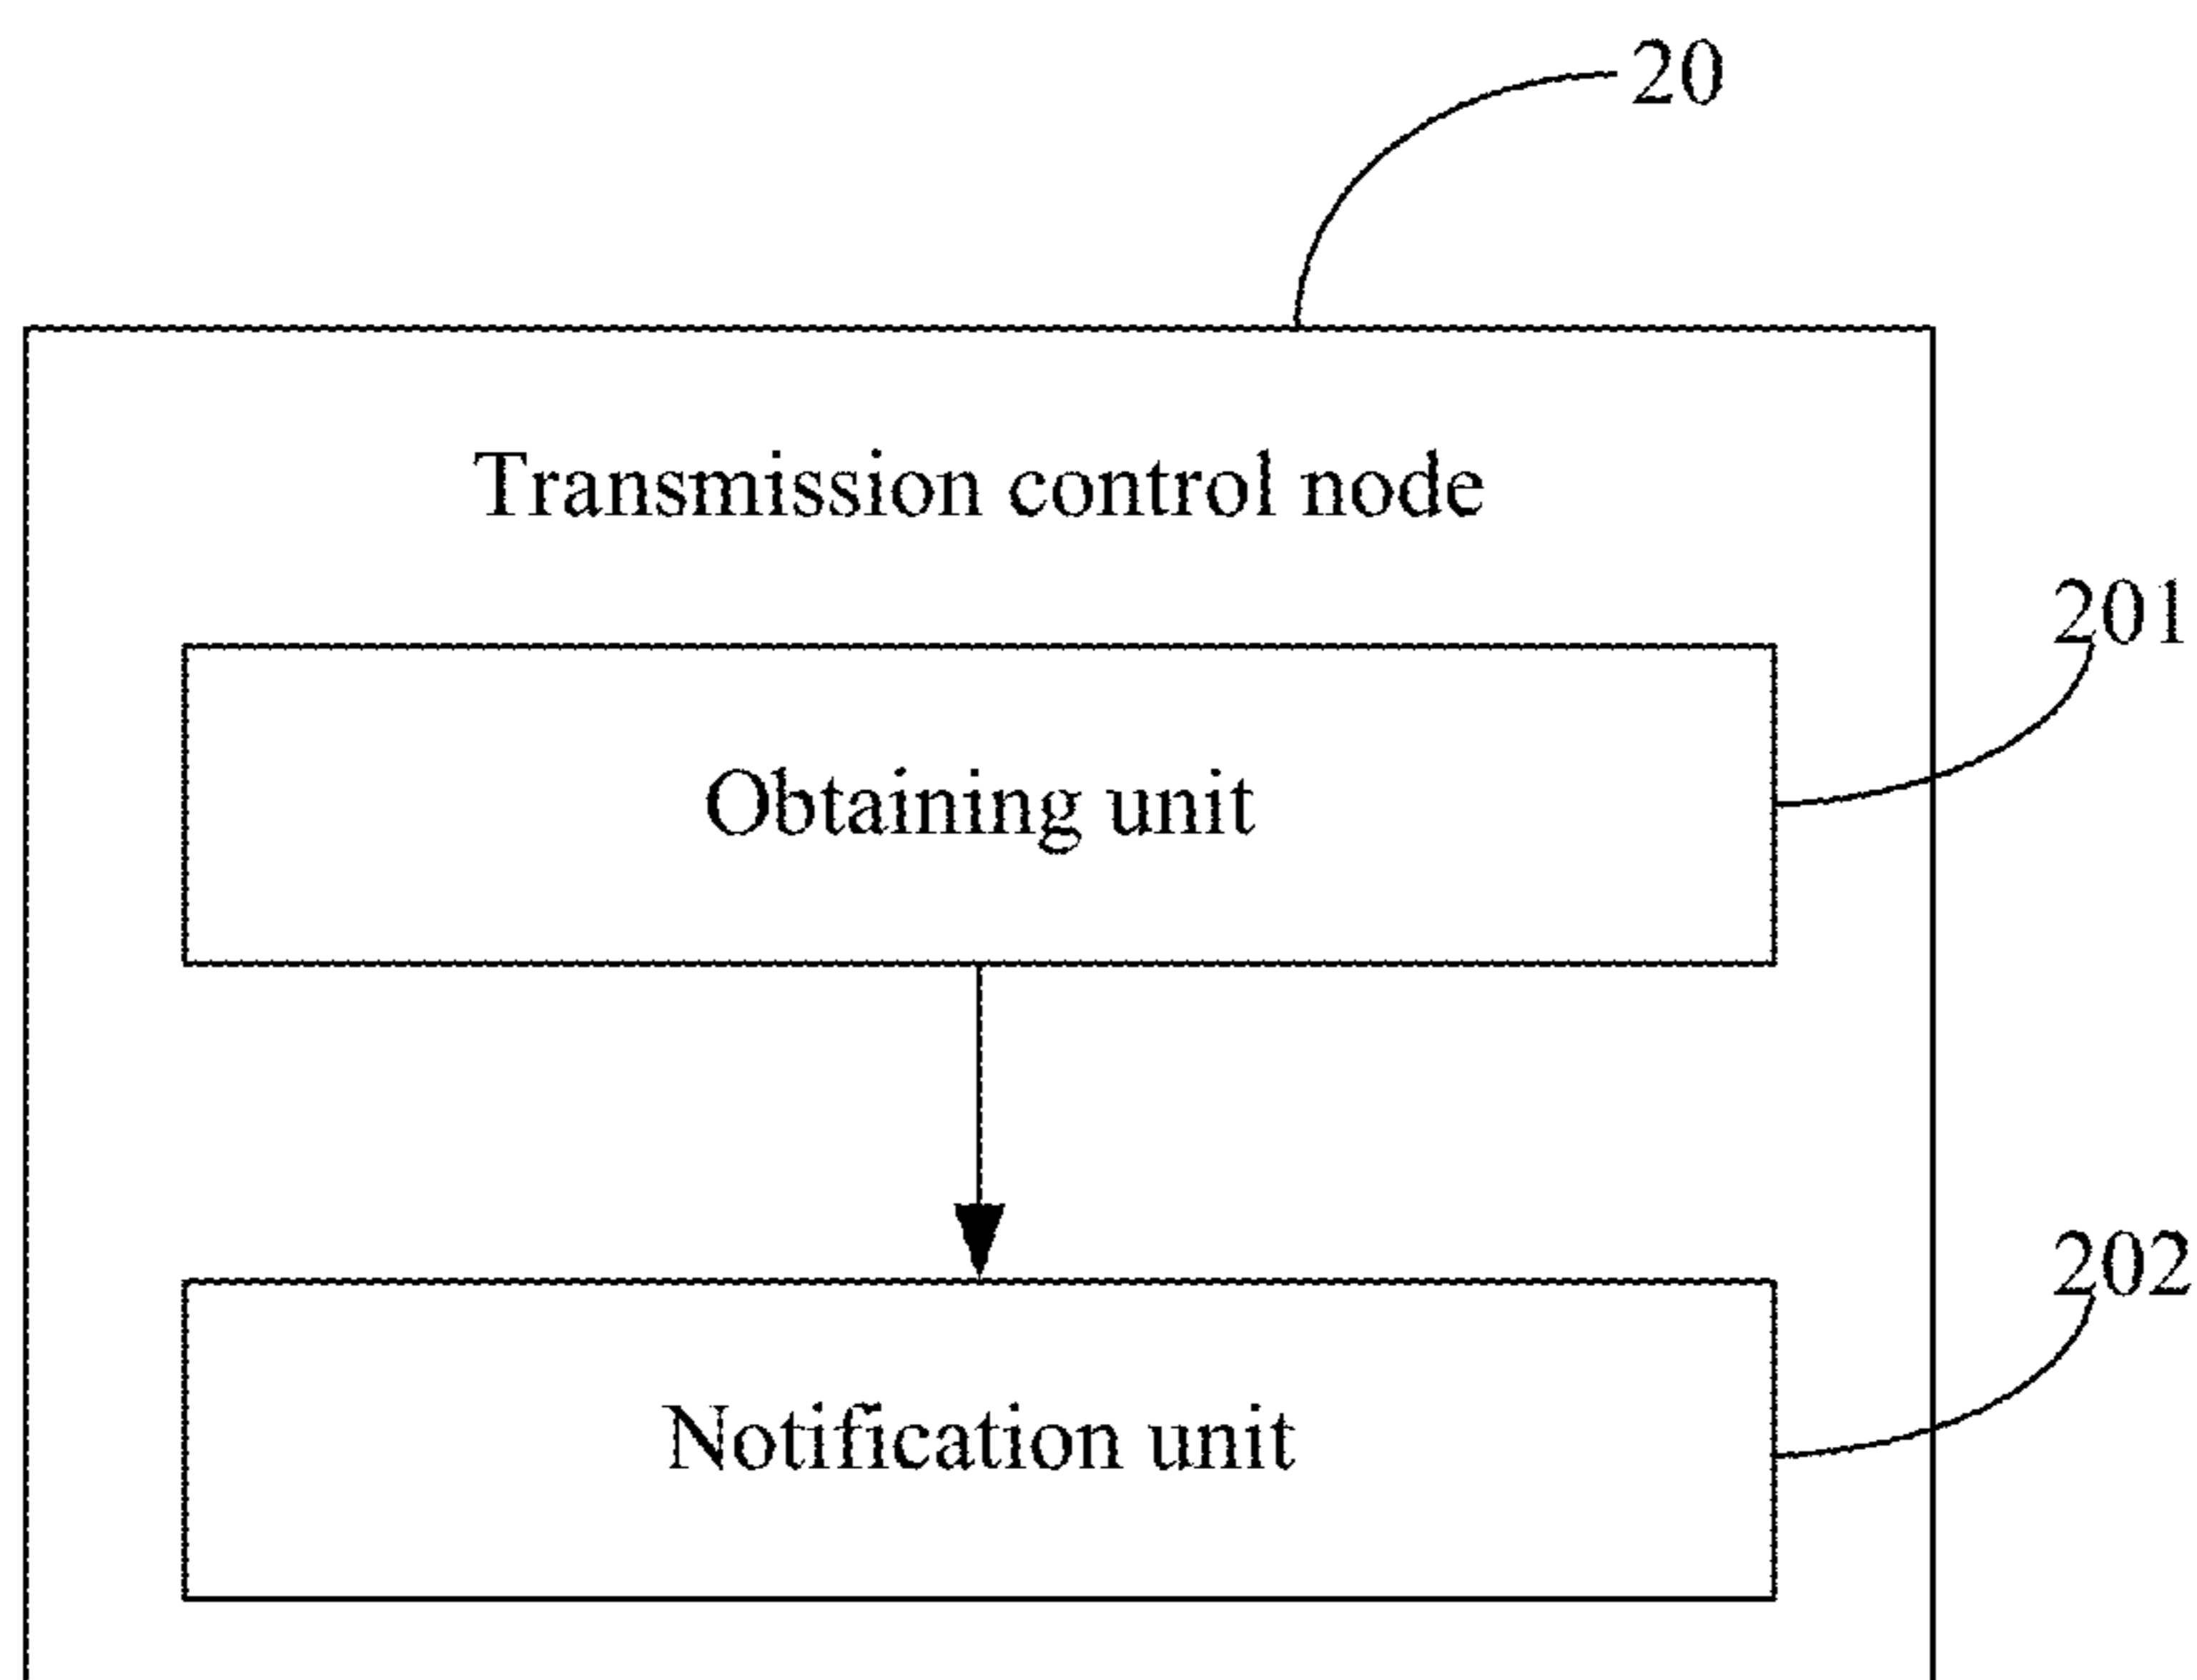 20
Transmission control node
201
Obtaining unit
202
Notification unit